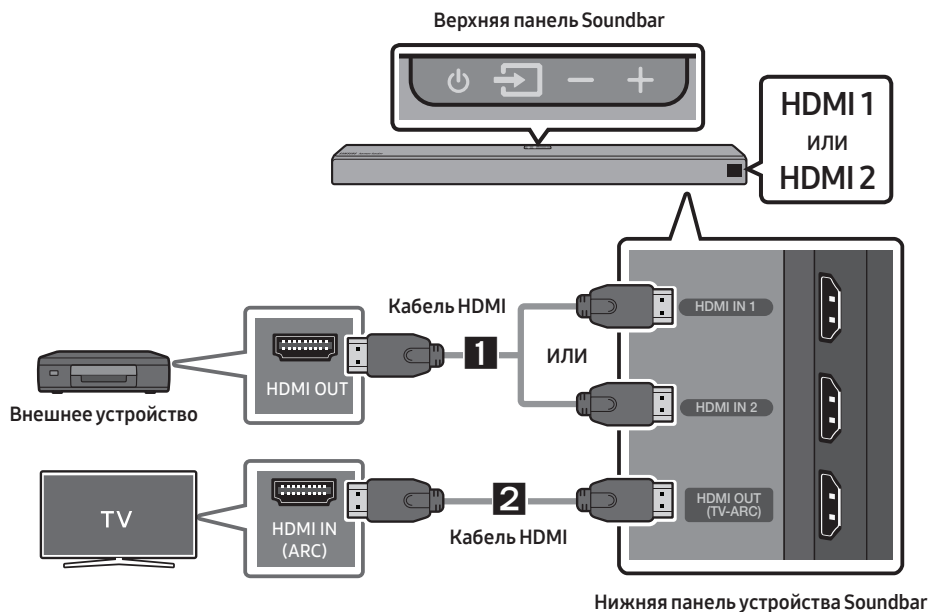 Верхняя панель Soundbar
HDMI 1
или
HDMI 2
Кабель HDMI
HDMI IN 1
1
или
HDMI OUT
HDMI IN 2
Внешнее устройство
TV
HDMI IN
(ARC)
2
HDMI OUT
(TV-ARC)
Кабель HDMI
Нижняя панель устройства Soundbar